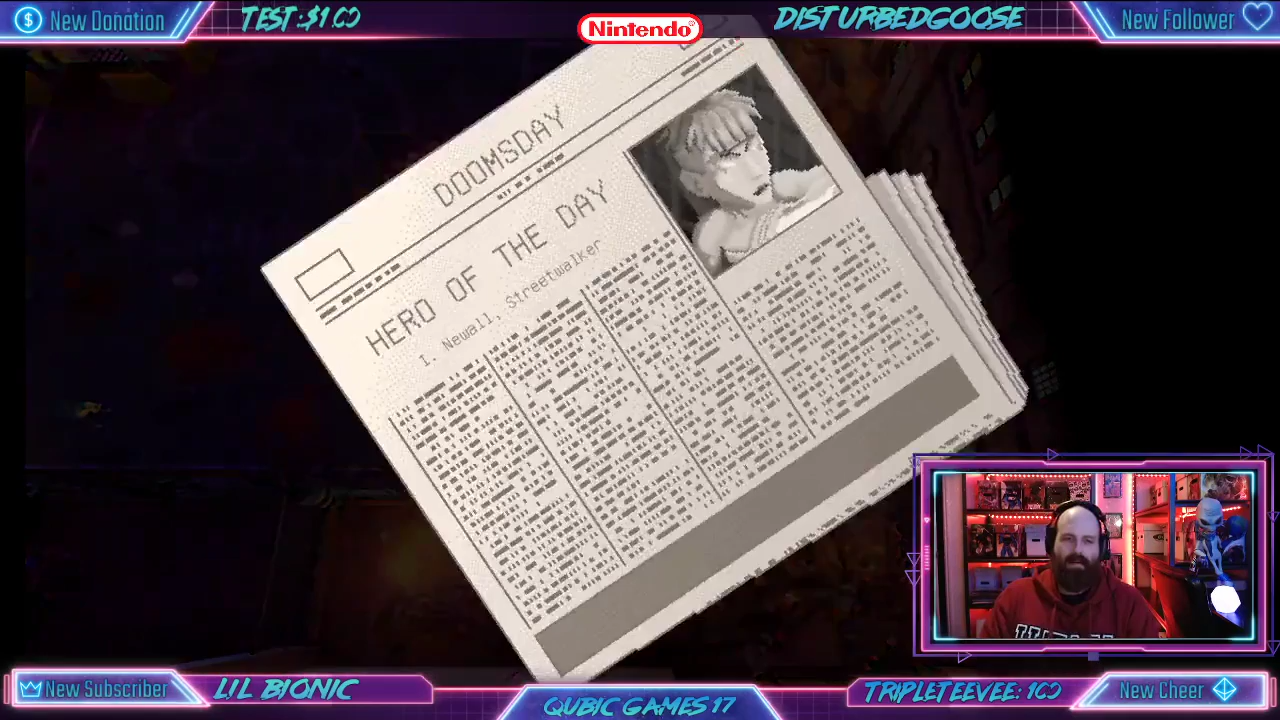 New Donation
TEST :$1.00
Nintendo
DISTURBEDGOOSE
New Follower
DOOMSDAY
HERO OF THE DAY
I. Newall, Streetwalker
New Subscriber
LIL BIONIC
QUBIC GAMES 17
TRIPLETEEVEE: 100
New Cheer